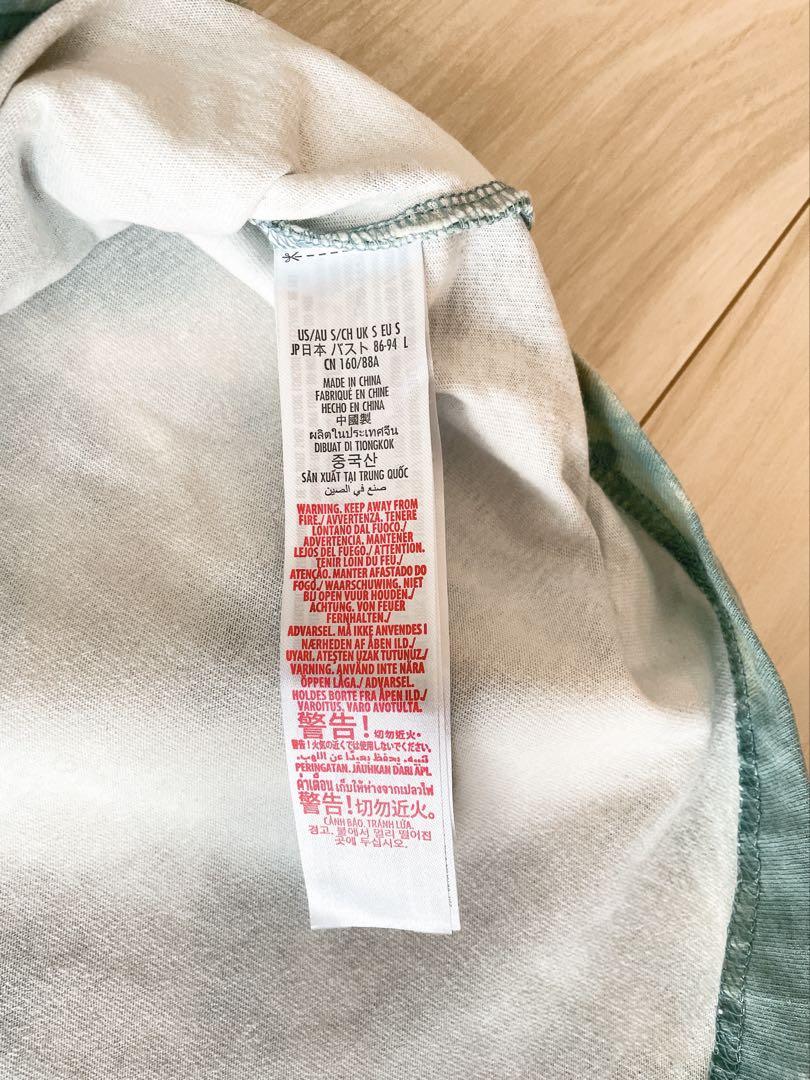 US/AU S/CH UK S EU S
JP日本 バスト 86-94 L
CN 160/88A
MADE IN CHINA
FABRIQUÉ EN CHINE
HECHO EN CHINA
中國製
ผลิตในประเทศจีน
DIBUAT DI TIONGKOK
중국산
SẢN XUẤT TẠI TRUNG QUỐC
صنع في الصين
WARNING. KEEP AWAY FROM
FIRE./ AVVERTENZA. TENERE
LONTANO DAL FUOCO./
ADVERTENCIA. MANTENER
LEJOS DEL FUEGO./ ATTENTION.
TENIR LOIN DU FEU./
ATENÇÃO. MANTER AFASTADO DO
FOGO./ WAARSCHUWING. NIET
BIJ OPEN VUUR HOUDEN./
ACHTUNG. VON FEUER
FERNHALTEN./
ADVARSEL. MÅ IKKE ANVENDES I
NÆRHEDEN AF ÅBEN ILD./
UYARI. ATEŞTEN UZAK TUTUNUZ./
VARNING. ANVÄND INTE NÄRA
ÖPPEN LÅGA./ ADVARSEL.
HOLDES BORTE FRA ÅPEN ILD./
VAROITUS. VARO AVOTULTA.
警告！切勿近火。
警告！火気の近くでは使用しないでください。
تنبيه. يحفظ بعيدًا عن اللهب.
PERINGATAN. JAUHKAN DARI API.
คำเตือน เก็บให้ห่างจากเปลวไฟ
警告！切勿近火。
CẢNH BÁO. TRÁNH LỬA.
경고. 불에서 멀리 떨어진
곳에 두십시오.